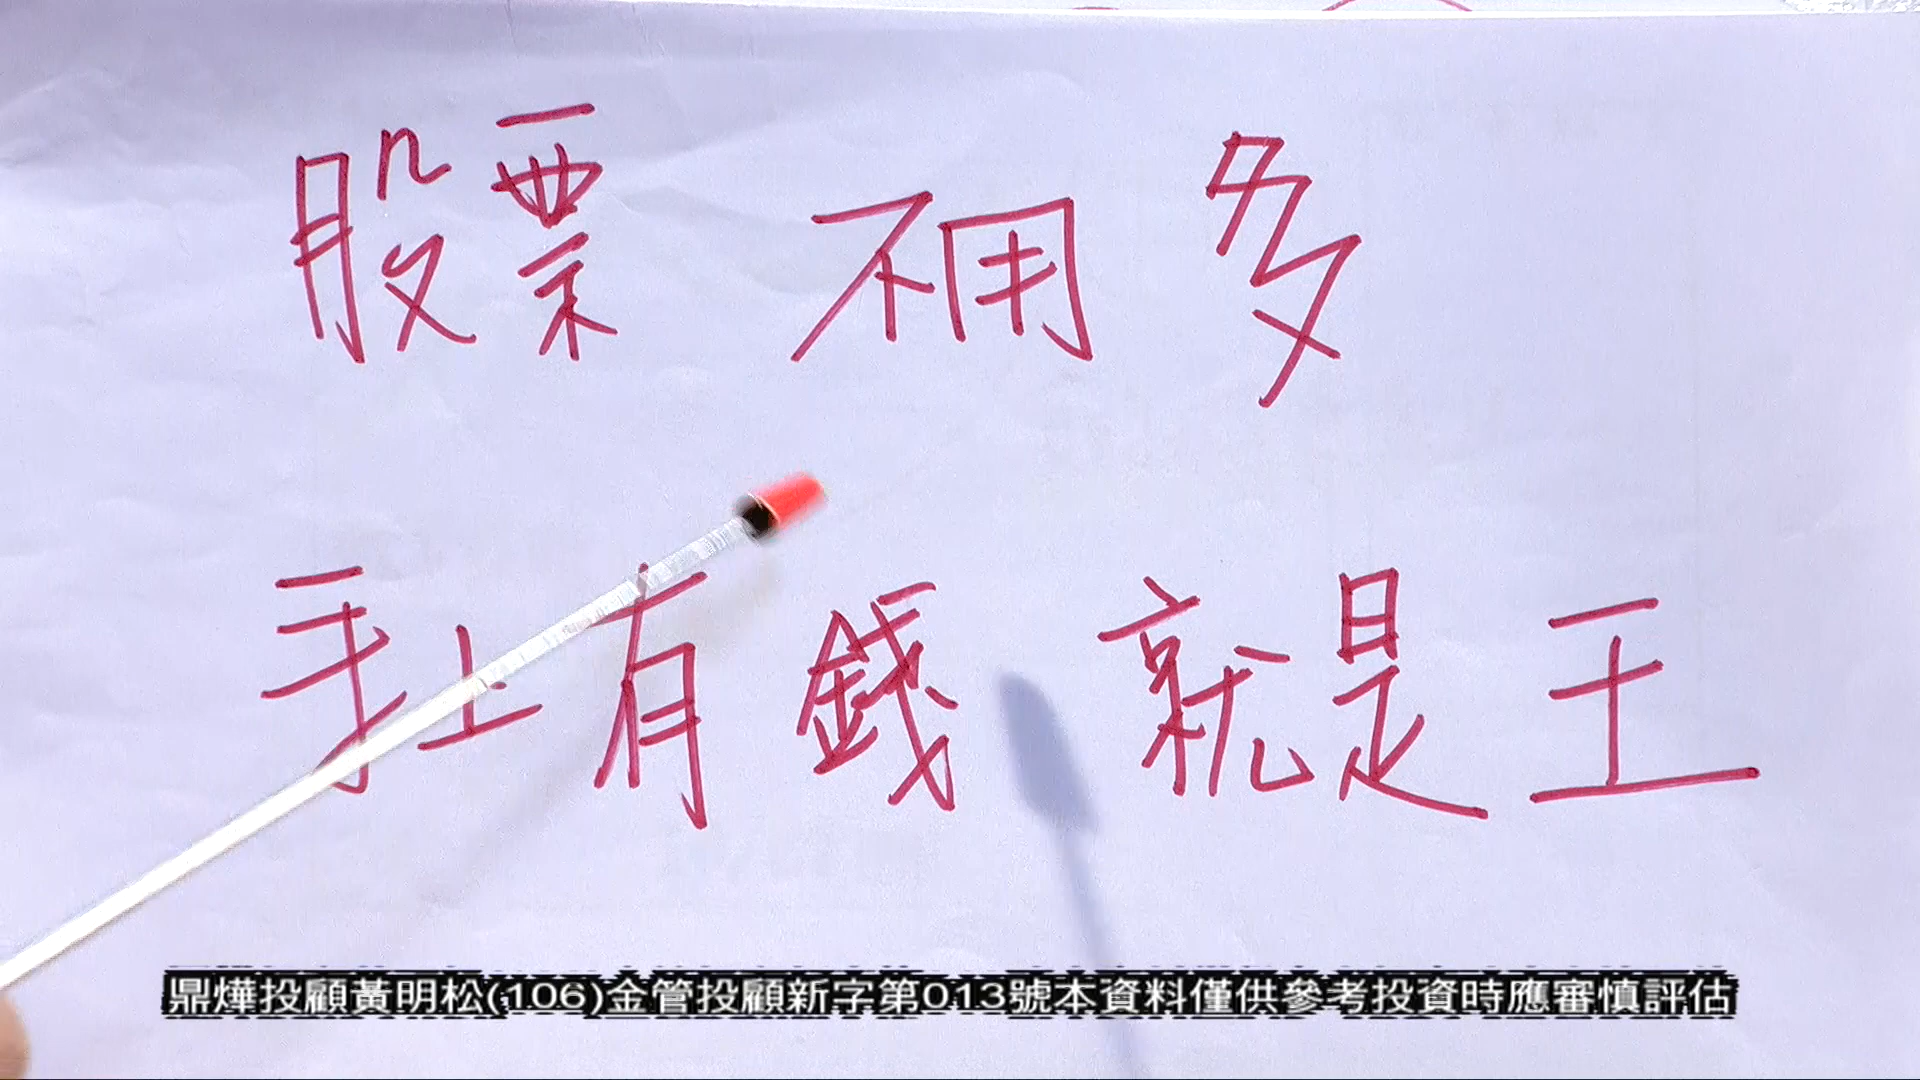 股票 不用 多
手上有錢 就是王
鼎燁投顧黃明松(106)金管投顧新字第013號本資料僅供參考投資時應審慎評估